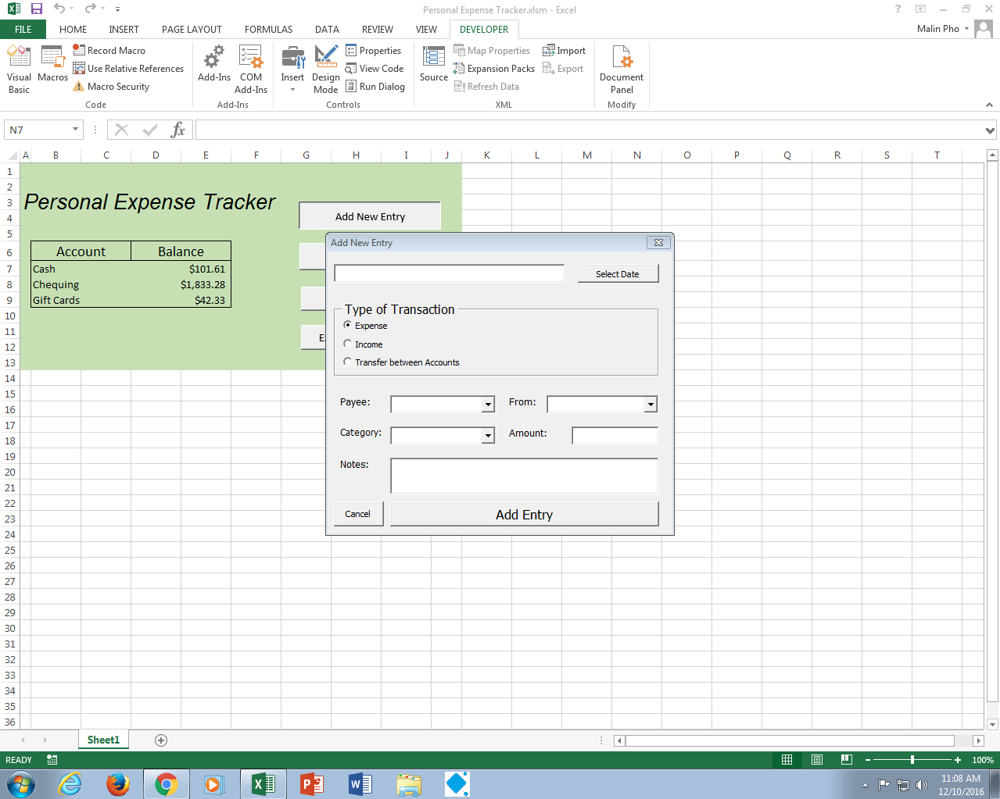 Personal Expense Tracker.xlsm - Excel
FILE HOME INSERT PAGE LAYOUT FORMULAS DATA REVIEW VIEW DEVELOPER Malin Pho
Visual Basic
Macros
Record Macro
Use Relative References
Macro Security
Code
Add-Ins
COM Add-Ins
Add-Ins
Insert
Design Mode
Properties
View Code
Run Dialog
Controls
Source
Map Properties
Expansion Packs
Refresh Data
Import
Export
XML
Document Panel
Modify
N7
fx
A B C D E F G H I J K L M N O P Q R S T
1
2
3
4
5
6
7
8
9
10
11
12
13
14
15
16
17
18
19
20
21
22
23
24
25
26
27
28
29
30
31
32
33
34
35
36
Personal Expense Tracker
Add New Entry
Account Balance
Cash $101.61
Chequing $1,833.28
Gift Cards $42.33
E
Add New Entry
Select Date
Type of Transaction
Expense
Income
Transfer between Accounts
Payee: From:
Category: Amount:
Notes:
Cancel Add Entry
Sheet1
READY 100%
11:08 AM
12/10/2016